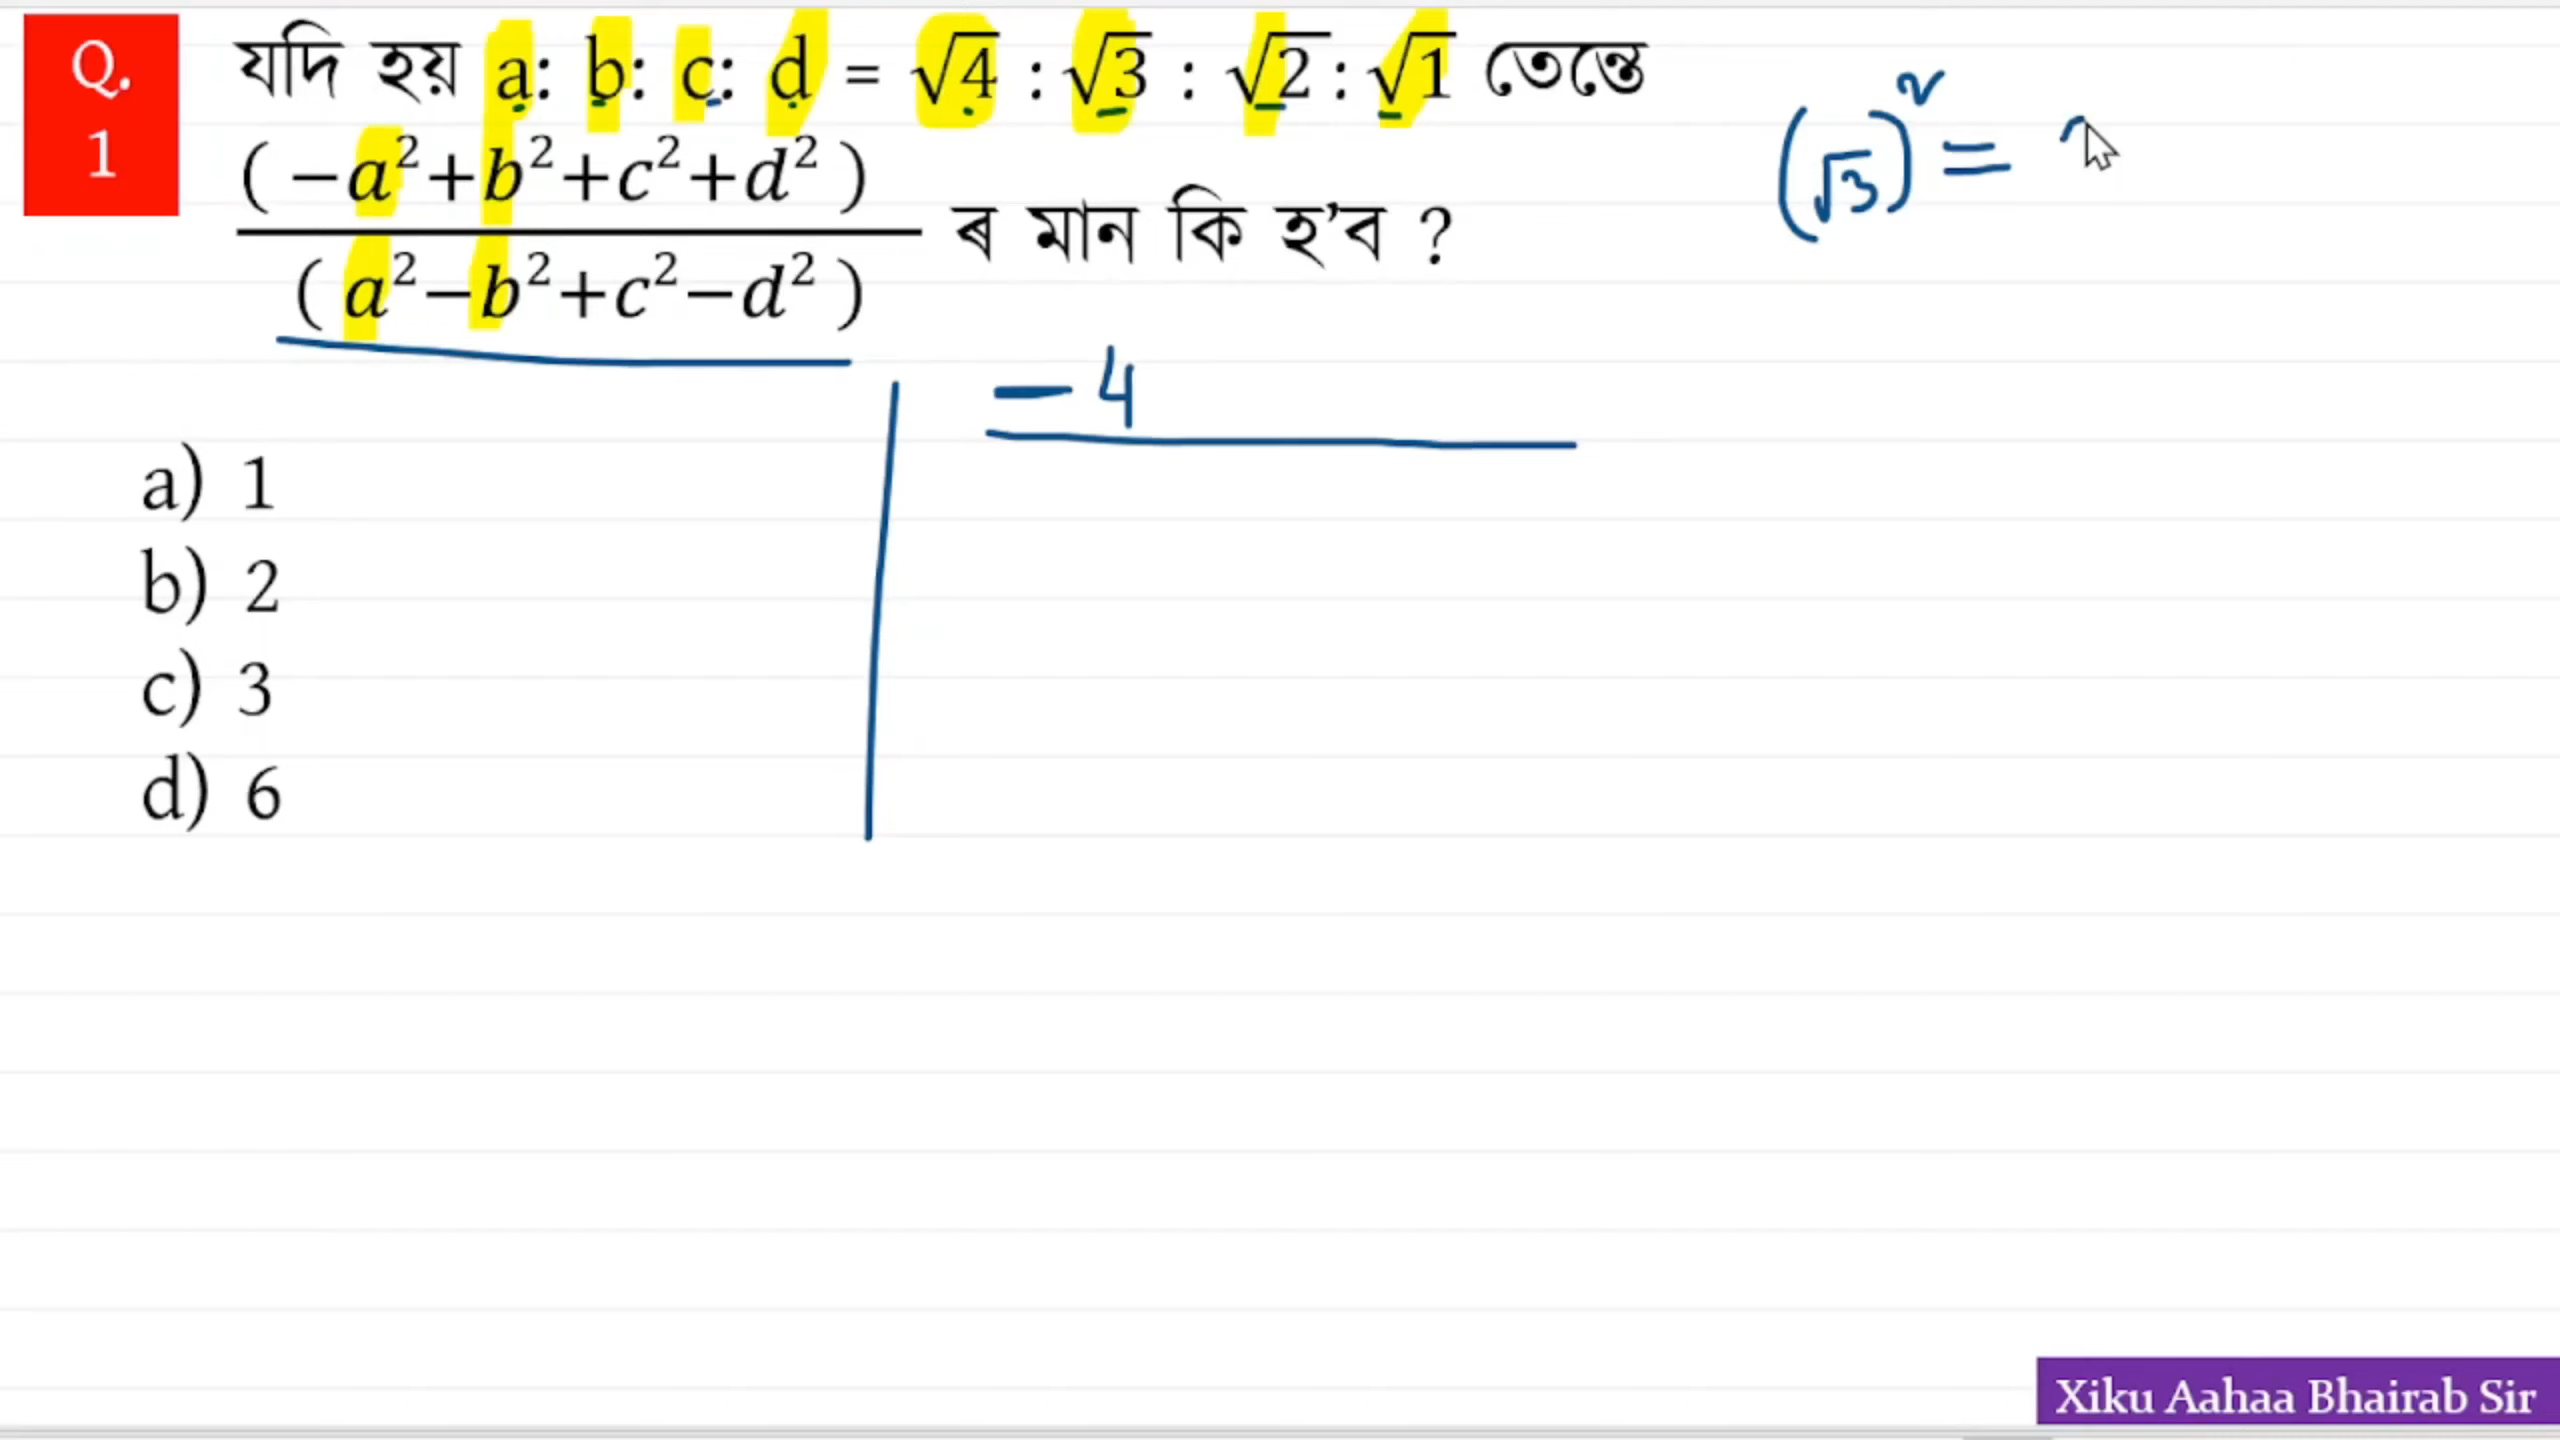 Q.
1
যদি হয় a: b: c: d = √4 : √3 : √2 : √1 তেন্তে
( −a²+b²+c²+d² )
ৰ মান কি হ’ব ?
( a²−b²+c²−d² )
(√3)² =
−4
a) 1
b) 2
c) 3
d) 6
Xiku Aahaa Bhairab Sir